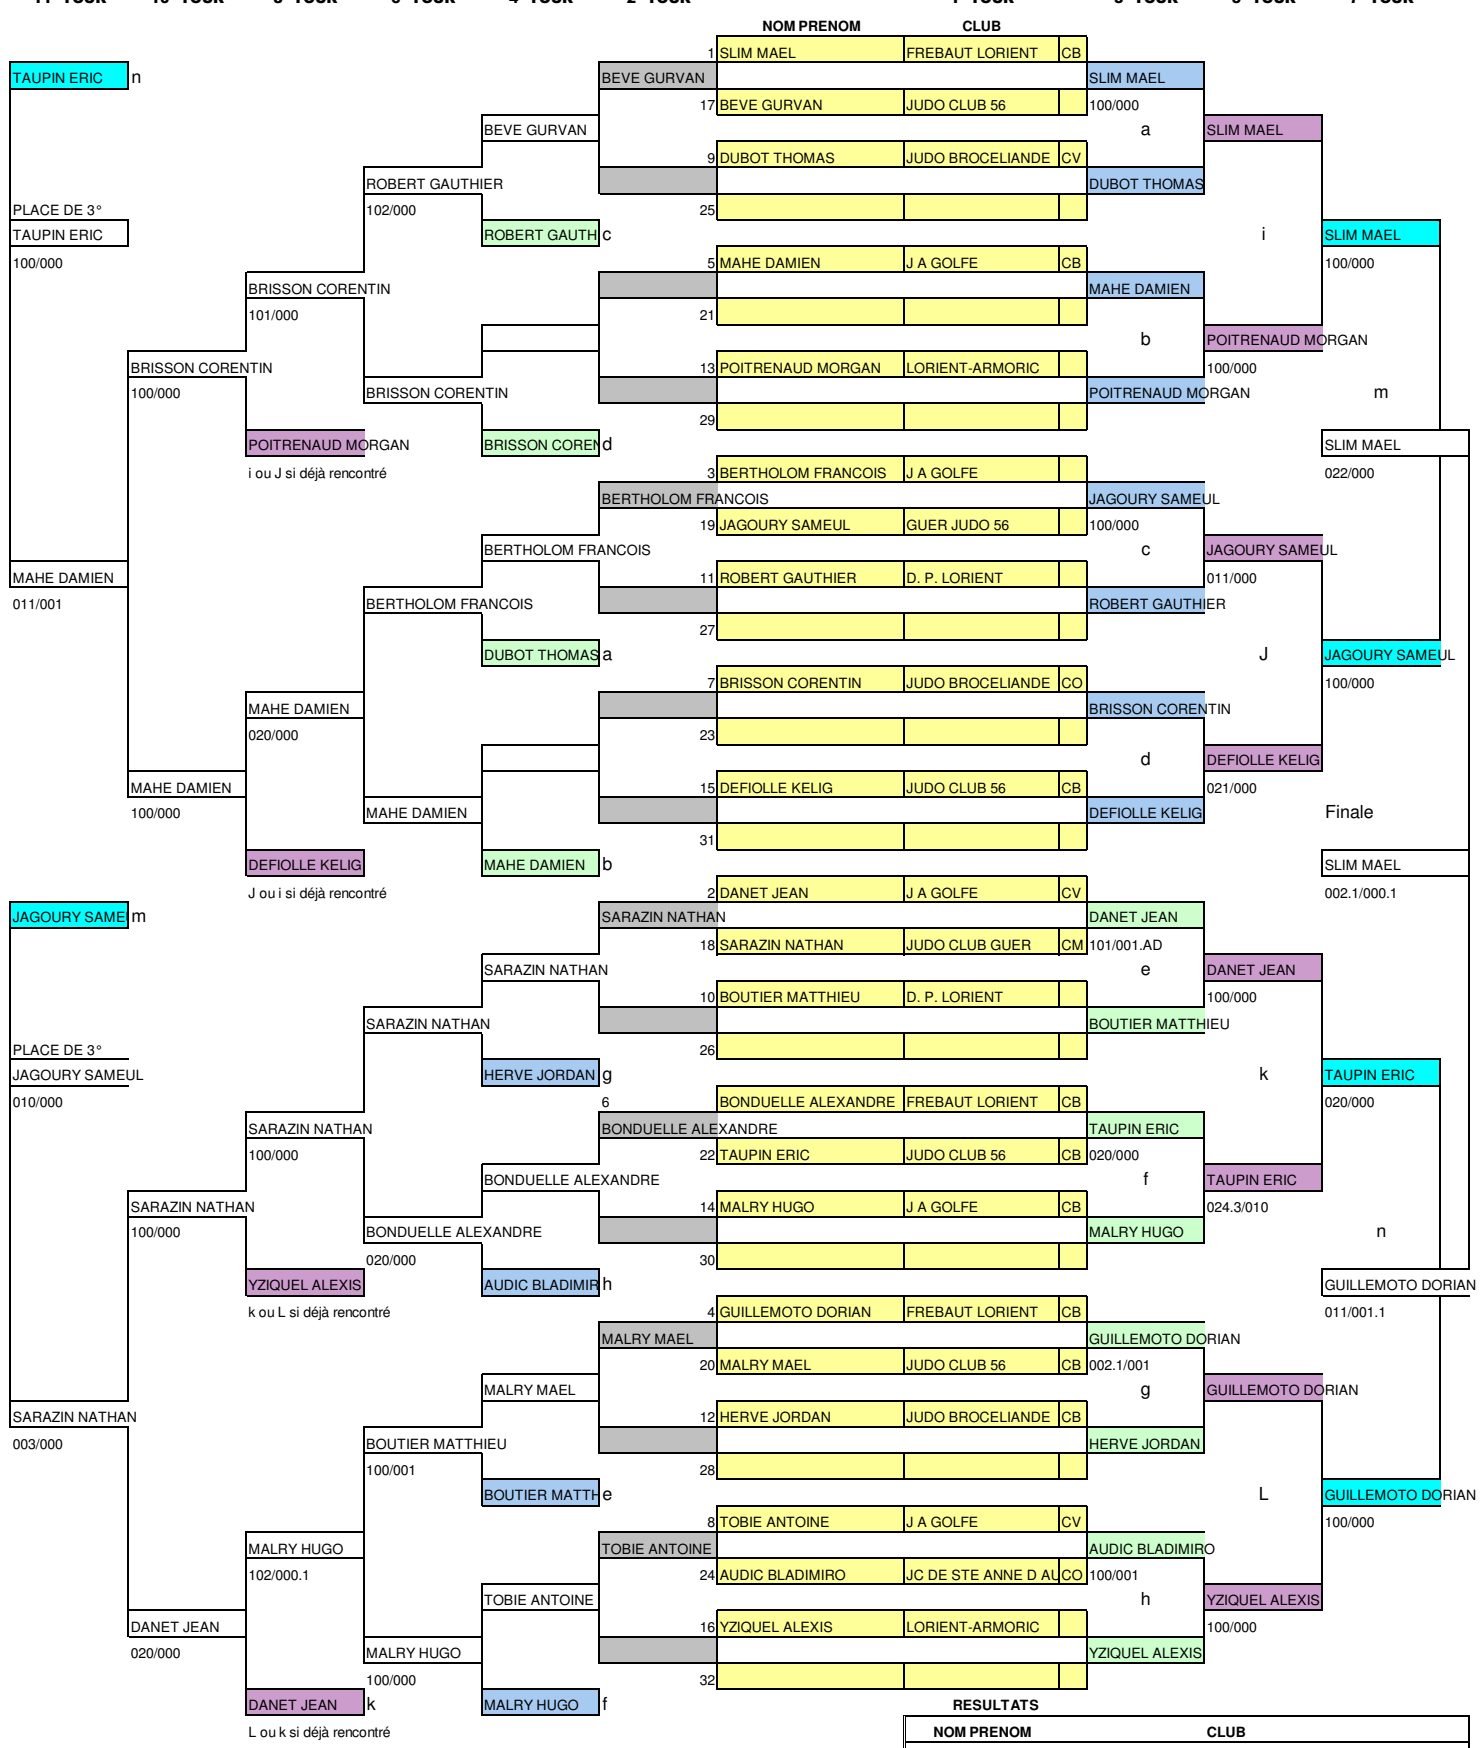 NOM PRENOM CLUB
1 SLIM MAEL FREBAUT LORIENT CB
TAUPIN ERIC n BEVE GURVAN SLIM MAEL
17 BEVE GURVAN JUDO CLUB 56 100/000
BEVE GURVAN a SLIM MAEL
9 DUBOT THOMAS JUDO BROCELIANDE CV
ROBERT GAUTHIER DUBOT THOMAS
PLACE DE 3° 102/000 25
TAUPIN ERIC ROBERT GAUTH c i SLIM MAEL
100/000 5 MAHE DAMIEN J A GOLFE CB 100/000
BRISSON CORENTIN MAHE DAMIEN
101/000 21
b POITRENAUD MORGAN
BRISSON CORENTIN 13 POITRENAUD MORGAN LORIENT-ARMORIC 100/000
100/000 BRISSON CORENTIN POITRENAUD MORGAN m
29
POITRENAUD MORGAN BRISSON COREN d SLIM MAEL
i ou J si déjà rencontré 3 BERTHOLOM FRANCOIS J A GOLFE 022/000
BERTHOLOM FRANCOIS JAGOURY SAMEUL
19 JAGOURY SAMEUL GUER JUDO 56 100/000
BERTHOLOM FRANCOIS c JAGOURY SAMEUL
MAHE DAMIEN 11 ROBERT GAUTHIER D. P. LORIENT 011/000
011/001 BERTHOLOM FRANCOIS ROBERT GAUTHIER
27
DUBOT THOMAS a J JAGOURY SAMEUL
7 BRISSON CORENTIN JUDO BROCELIANDE CO 100/000
MAHE DAMIEN BRISSON CORENTIN
020/000 23
d DEFIOLLE KELIG
MAHE DAMIEN 15 DEFIOLLE KELIG JUDO CLUB 56 CB 021/000
100/000 MAHE DAMIEN DEFIOLLE KELIG Finale
31
DEFIOLLE KELIG MAHE DAMIEN b SLIM MAEL
J ou i si déjà rencontré 2 DANET JEAN J A GOLFE CV 002.1/000.1
JAGOURY SAME m SARAZIN NATHAN DANET JEAN
18 SARAZIN NATHAN JUDO CLUB GUER CM 101/001.AD
SARAZIN NATHAN e DANET JEAN
10 BOUTIER MATTHIEU D. P. LORIENT 100/000
SARAZIN NATHAN BOUTIER MATTHIEU
PLACE DE 3° 26
JAGOURY SAMEUL HERVE JORDAN g k TAUPIN ERIC
010/000 6 BONDUELLE ALEXANDRE FREBAUT LORIENT CB 020/000
SARAZIN NATHAN BONDUELLE ALEXANDRE TAUPIN ERIC
100/000 22 TAUPIN ERIC JUDO CLUB 56 CB 020/000
BONDUELLE ALEXANDRE f TAUPIN ERIC
SARAZIN NATHAN 14 MALRY HUGO J A GOLFE CB 024.3/010
100/000 BONDUELLE ALEXANDRE MALRY HUGO n
020/000 30
YZIQUEL ALEXIS AUDIC BLADIMIR h GUILLEMOTO DORIAN
k ou L si déjà rencontré 4 GUILLEMOTO DORIAN FREBAUT LORIENT CB 011/001.1
MALRY MAEL GUILLEMOTO DORIAN
20 MALRY MAEL JUDO CLUB 56 CB 002.1/001
MALRY MAEL g GUILLEMOTO DORIAN
SARAZIN NATHAN 12 HERVE JORDAN JUDO BROCELIANDE CB
003/000 BOUTIER MATTHIEU HERVE JORDAN
100/001 28
BOUTIER MATTH e L GUILLEMOTO DORIAN
8 TOBIE ANTOINE J A GOLFE CV 100/000
MALRY HUGO TOBIE ANTOINE AUDIC BLADIMIRO
102/000.1 24 AUDIC BLADIMIRO JC DE STE ANNE D AU CO 100/001
TOBIE ANTOINE h YZIQUEL ALEXIS
DANET JEAN 16 YZIQUEL ALEXIS LORIENT-ARMORIC 100/000
020/000 MALRY HUGO YZIQUEL ALEXIS
100/000 32
DANET JEAN k MALRY HUGO f RESULTATS
L ou k si déjà rencontré NOM PRENOM CLUB